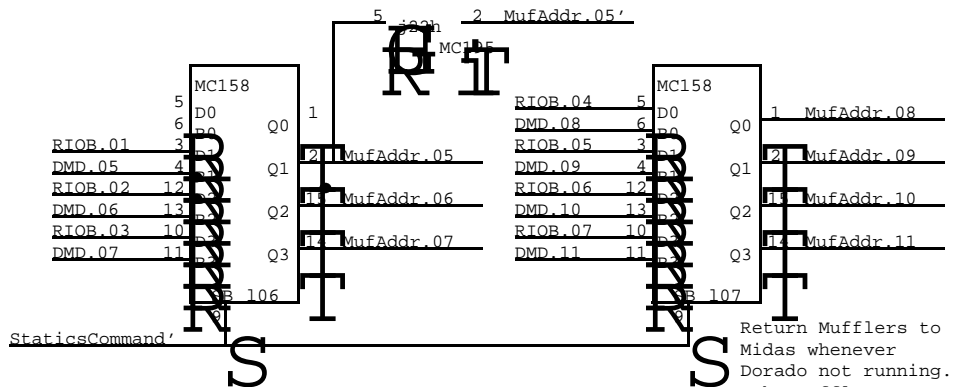 5 2 MufAddr.05'
MC158
MC158
5 D0 1
6 Q0
RIOB.04 5 D0 1 MufAddr.08
DMD.08 6 Q0
RIOB.01 3
DMD.05 4 Q1 2 MufAddr.05
RIOB.05 3
DMD.09 4 Q1 2 MufAddr.09
RIOB.02 12
DMD.06 13 Q2 15 MufAddr.06
RIOB.06 12
DMD.10 13 Q2 15 MufAddr.10
RIOB.03 10
DMD.07 11 Q3 14 MufAddr.07
RIOB.07 10
DMD.11 11 Q3 14 MufAddr.11
106
107
9
9
StaticsCommand'
S
S
Return Mufflers to
Midas whenever
Dorado not running.